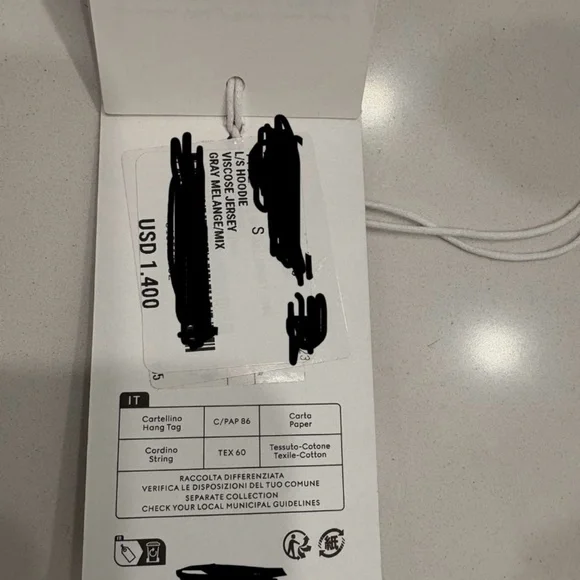 L/S HOODIE
VISCOSE JERSEY
GRAY MELANGE/MIX
S
USD 1.400
IT
Cartellino
Hang Tag
C/PAP 86
Carta
Paper
Cordino
String
TEX 60
Tessuto-Cotone
Texile-Cotton
RACCOLTA DIFFERENZIATA
VERIFICA LE DISPOSIZIONI DEL TUO COMUNE
SEPARATE COLLECTION
CHECK YOUR LOCAL MUNICIPAL GUIDELINES
紙